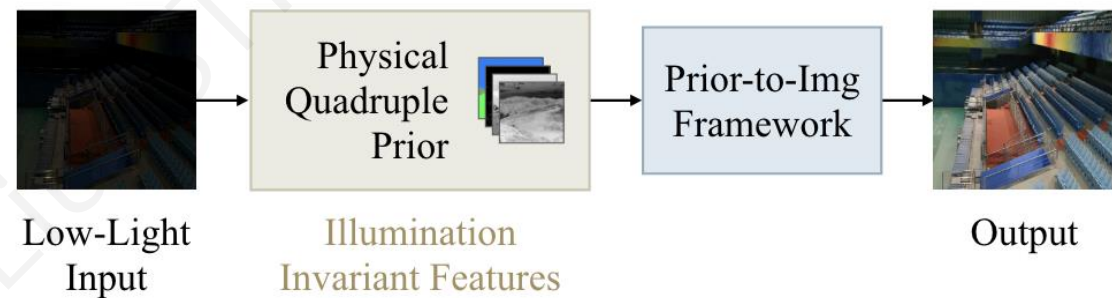 Physical
Quadruple
Prior
Prior-to-Img
Framework
Low-Light
Input
Illumination
Invariant Features
Output